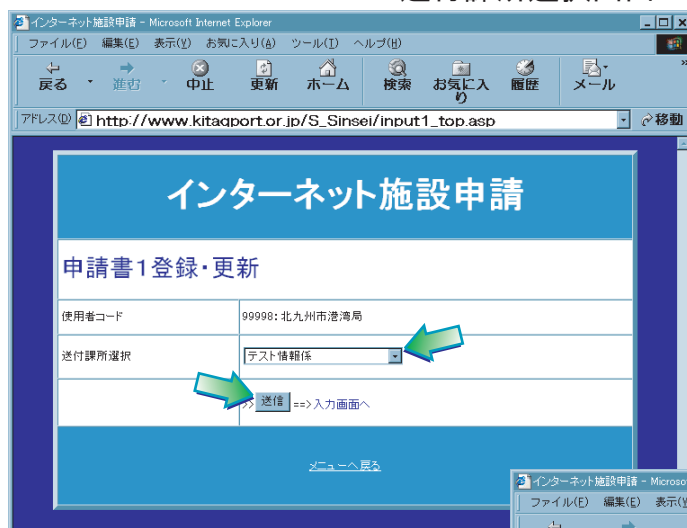 インターネット施設申請 - Microsoft Internet Explorer
ファイル(F) 編集(E) 表示(V) お気に入り(A) ツール(T) ヘルプ(H)
戻る 進む 中止 更新 ホーム 検索 お気に入り 履歴 メール
アドレス(D) http://www.kitaqport.or.jp/S_Sinsei/input1_top.asp 移動
インターネット施設申請
申請書1登録・更新
使用者コード 99998:北九州市港湾局
送付課所選択 テスト情報係
>> 送信 ==>入力画面へ
メニューへ戻る
インターネット施設申請 - Microso
ファイル(F) 編集(E) 表示(V